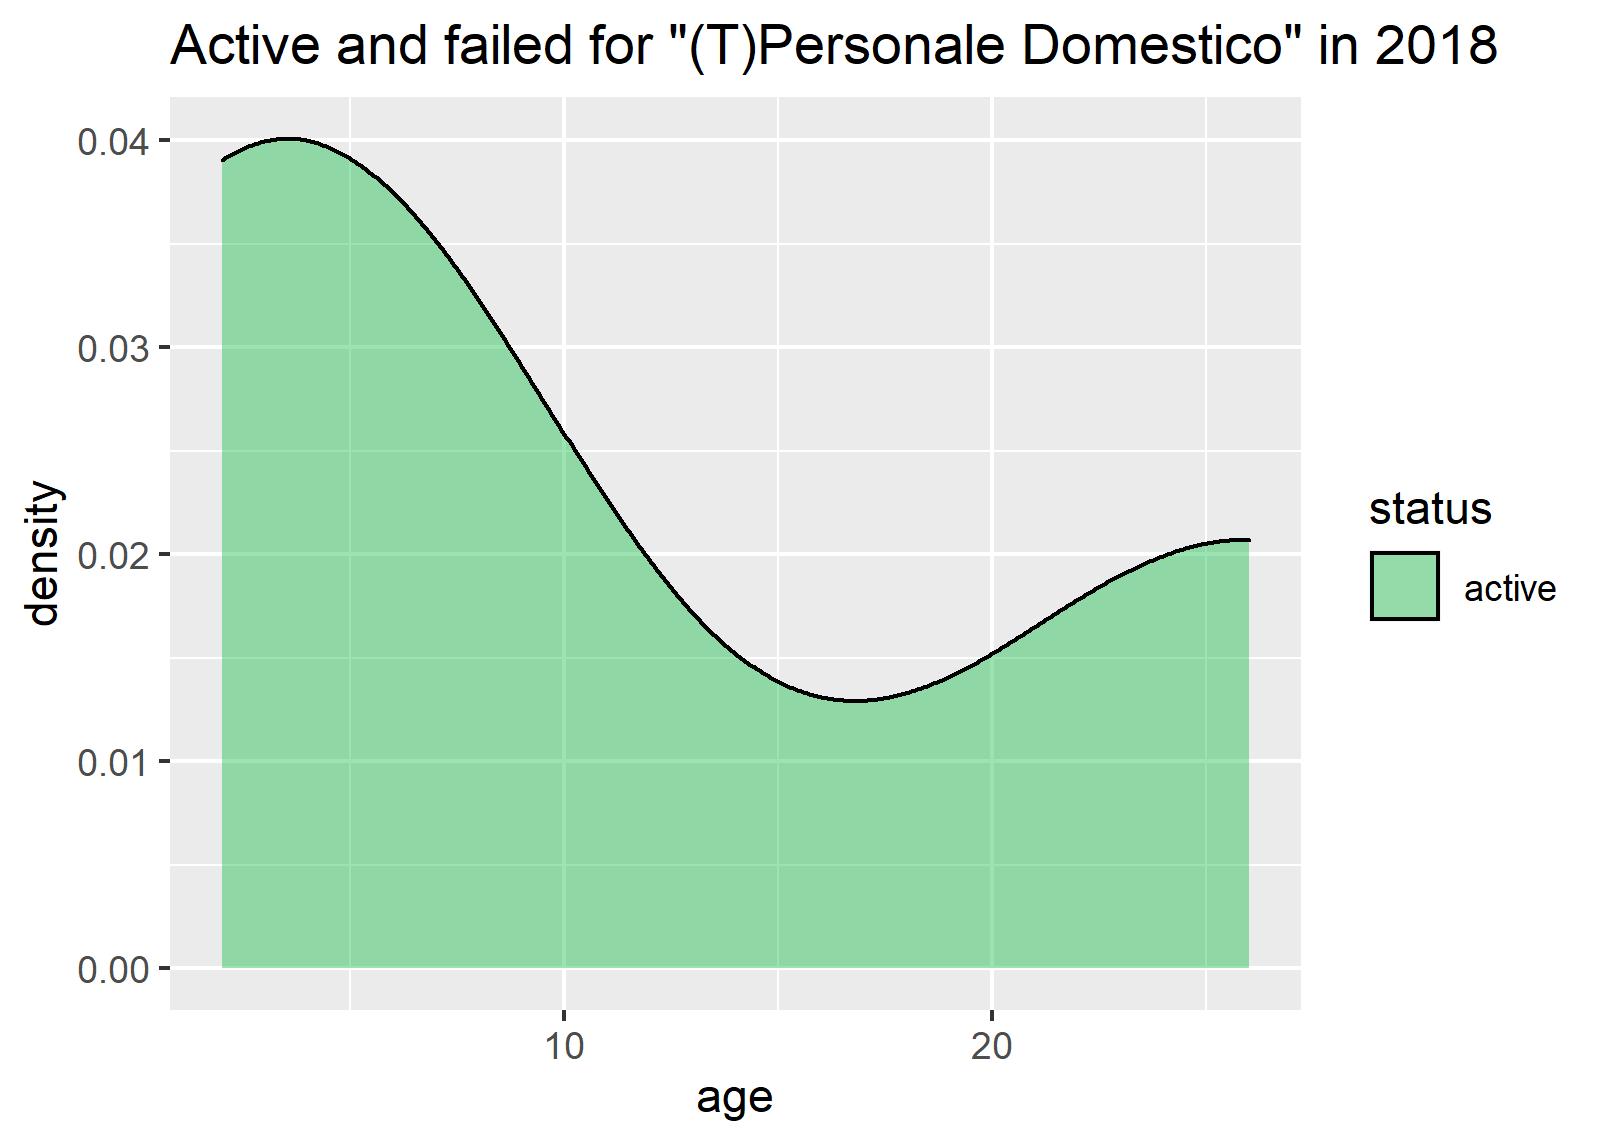 Active and failed for "(T)Personale Domestico" in 2018
0.04
0.03
0.02
0.01
0.00
density
10
20
age
status
active